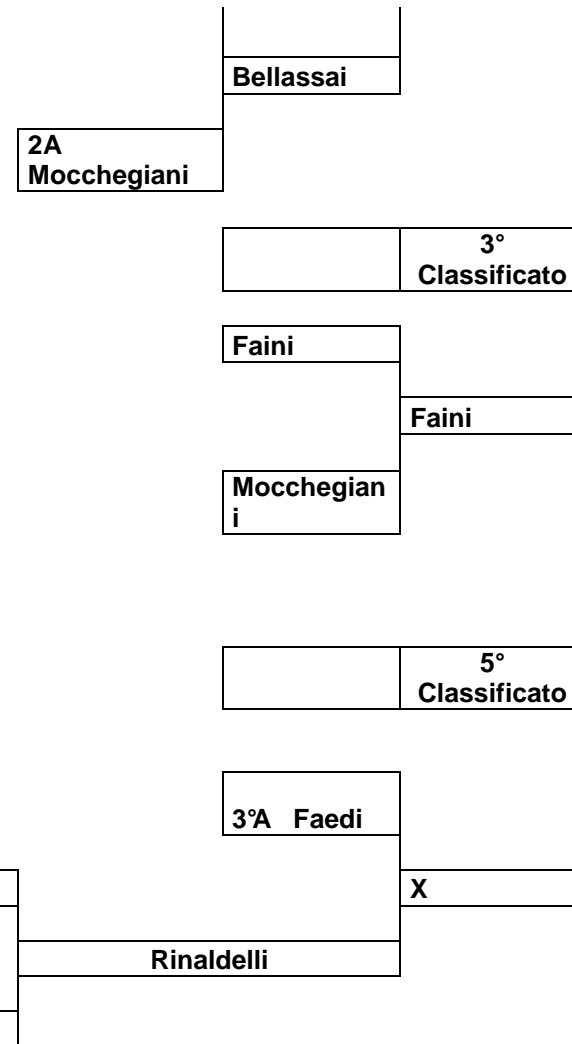 Bellassai
2A
Mocchegiani
3°
Classificato
Faini
Faini
Mocchegian
i
5°
Classificato
3°A Faedi
X
Rinaldelli